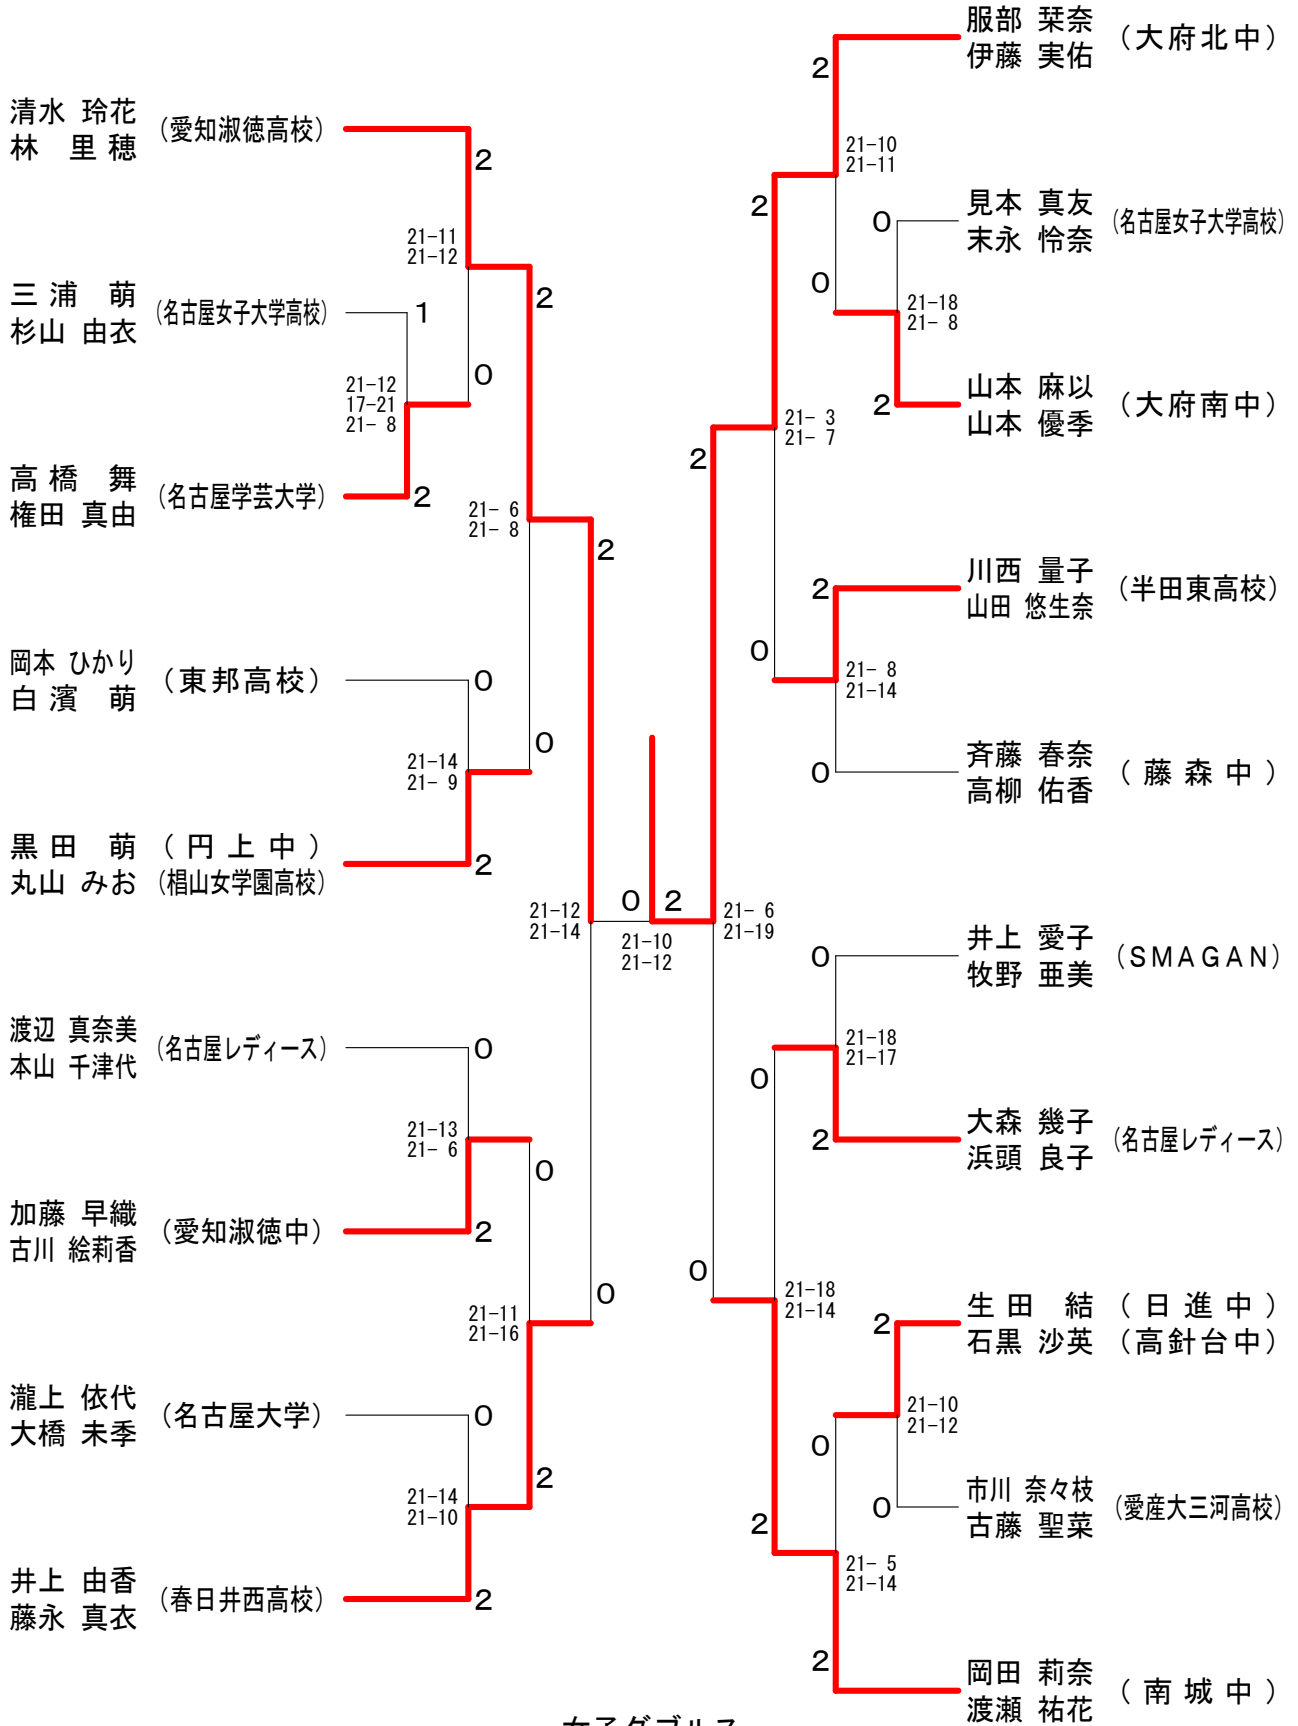 清水 玲花
林 里穂
(愛知淑徳高校)
2
21-11
21-12
三浦 萌
杉山 由衣
(名古屋女子大学高校)
1
0
2
21-12
17-21
21- 8
高橋 舞
権田 真由
(名古屋学芸大学)
2
21- 6
21- 8
2
岡本 ひかり
白濱 萌
(東邦高校)
0
0
21-14
21- 9
黒田 萌
丸山 みお
(円上中)
(椙山女学園高校)
2
21-12
21-14
渡辺 真奈美
本山 千津代
(名古屋レディース)
0
21-13
21- 6
0
加藤 早織
古川 絵莉香
(愛知淑徳中)
2
21-11
21-16
0
瀧上 依代
大橋 未季
(名古屋大学)
0
21-14
21-10
2
井上 由香
藤永 真衣
(春日井西高校)
2
0 2
21-10
21-12
服部 栞奈
伊藤 実佑
(大府北中)
2
21-10
21-11
2
見本 真友
末永 怜奈
(名古屋女子大学高校)
0
0
21-18
21- 8
山本 麻以
山本 優季
(大府南中)
2
21- 3
21- 7
2
川西 量子
山田 悠生奈
(半田東高校)
2
0
21- 8
21-14
斉藤 春奈
高柳 佑香
(藤森中)
0
21- 6
21-19
井上 愛子
牧野 亜美
(SMAGAN)
0
21-18
21-17
0
大森 幾子
浜頭 良子
(名古屋レディース)
2
0
21-18
21-14
生田 結
石黒 沙英
(日進中)
(高針台中)
2
21-10
21-12
0
市川 奈々枝
古藤 聖菜
(愛産大三河高校)
0
2
21- 5
21-14
岡田 莉奈
渡瀬 祐花
(南城中)
2
女子ダブルス